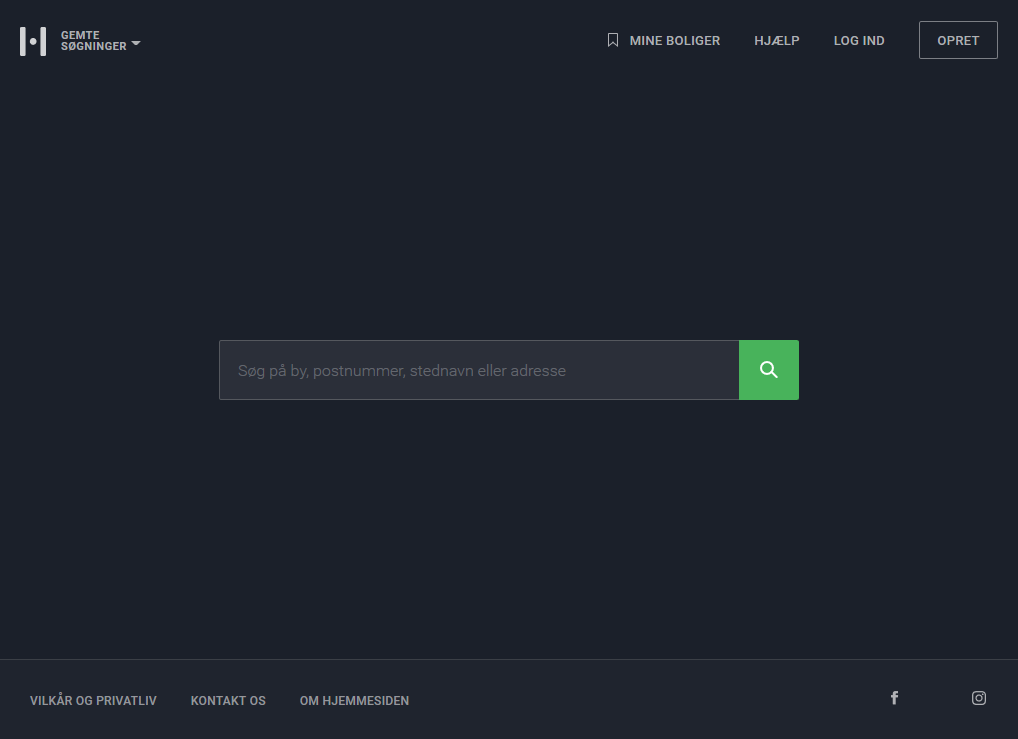 GEMTE
SØGNINGER
MINE BOLIGER
HJÆLP
LOG IND
OPRET
Søg på by, postnummer, stednavn eller adresse
VILKÅR OG PRIVATLIV
KONTAKT OS
OM HJEMMESIDEN